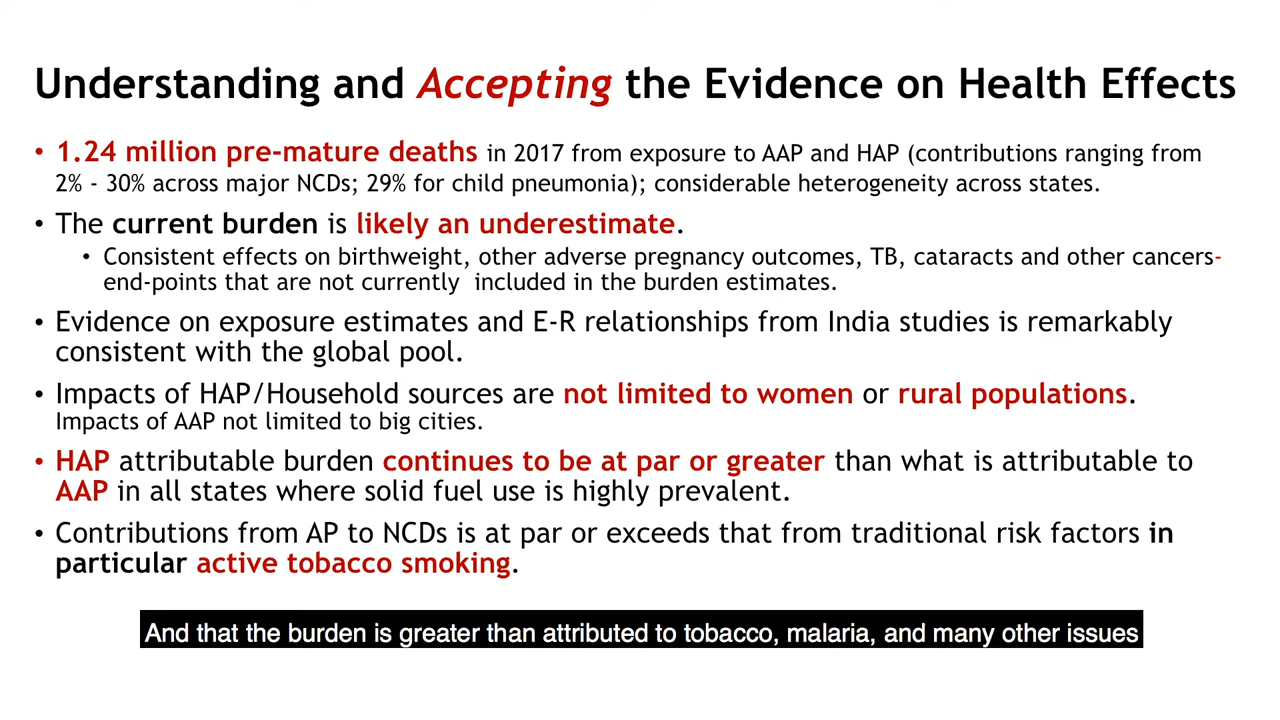 Understanding and Accepting the Evidence on Health Effects
• 1.24 million pre-mature deaths in 2017 from exposure to AAP and HAP (contributions ranging from
2% - 30% across major NCDs; 29% for child pneumonia); considerable heterogeneity across states.
• The current burden is likely an underestimate.
• Consistent effects on birthweight, other adverse pregnancy outcomes, TB, cataracts and other cancers-
end-points that are not currently included in the burden estimates.
• Evidence on exposure estimates and E-R relationships from India studies is remarkably
consistent with the global pool.
• Impacts of HAP/Household sources are not limited to women or rural populations.
Impacts of AAP not limited to big cities.
• HAP attributable burden continues to be at par or greater than what is attributable to
AAP in all states where solid fuel use is highly prevalent.
• Contributions from AP to NCDs is at par or exceeds that from traditional risk factors in
particular active tobacco smoking.
And that the burden is greater than attributed to tobacco, malaria, and many other issues